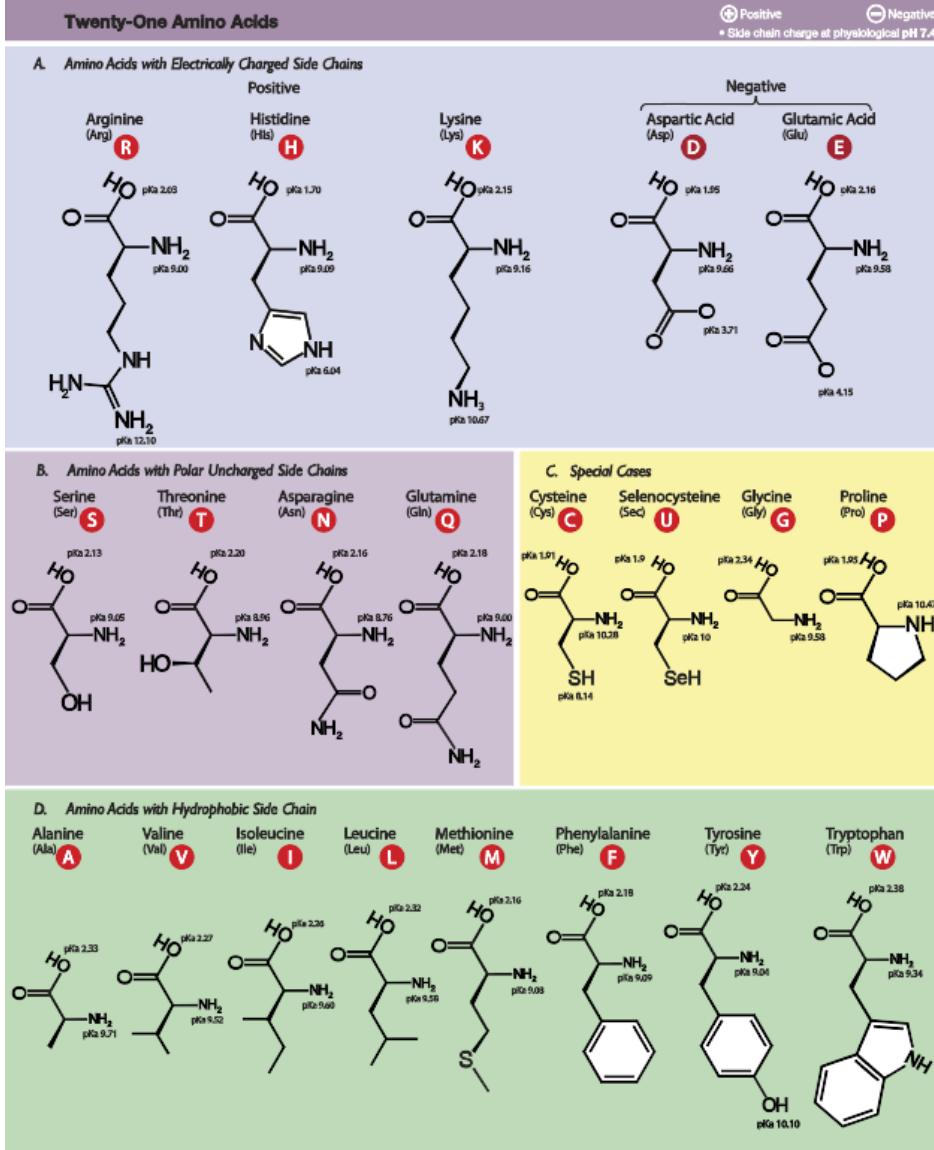 Twenty-One Amino Acids
⊕ Positive ⊖ Negative
• Side chain charge at physiological pH 7.4
A. Amino Acids with Electrically Charged Side Chains
Positive
Negative
Arginine
(Arg) R
Histidine
(His) H
Lysine
(Lys) K
Aspartic Acid
(Asp) D
Glutamic Acid
(Glu) E
HO pKa 2.03
O
NH2
pKa 9.00
NH
H2N
NH2
pKa 12.10
HO pKa 1.70
O
NH2
pKa 9.09
N
NH
pKa 6.04
HO pKa 2.15
O
NH2
pKa 9.16
NH3
pKa 10.67
HO pKa 1.95
O
NH2
pKa 9.66
O
O
pKa 3.71
HO pKa 2.16
O
NH2
pKa 9.58
O
O
pKa 4.15
B. Amino Acids with Polar Uncharged Side Chains
Serine
(Ser) S
Threonine
(Thr) T
Asparagine
(Asn) N
Glutamine
(Gln) Q
pKa 2.13
HO
O
pKa 9.05
NH2
OH
pKa 2.20
HO
O
pKa 8.96
NH2
HO
pKa 2.16
HO
O
pKa 8.76
NH2
O
NH2
pKa 2.18
HO
O
pKa 9.00
NH2
O
NH2
C. Special Cases
Cysteine
(Cys) C
Selenocysteine
(Sec) U
Glycine
(Gly) G
Proline
(Pro) P
pKa 1.91
HO
O
NH2
pKa 10.28
SH
pKa 8.14
pKa 1.9
HO
O
NH2
pKa 10
SeH
pKa 2.34
HO
O
NH2
pKa 9.58
pKa 1.95
HO
O
pKa 10.47
NH
D. Amino Acids with Hydrophobic Side Chain
Alanine
(Ala) A
Valine
(Val) V
Isoleucine
(Ile) I
Leucine
(Leu) L
Methionine
(Met) M
Phenylalanine
(Phe) F
Tyrosine
(Tyr) Y
Tryptophan
(Trp) W
pKa 2.33
HO
O
NH2
pKa 9.71
pKa 2.27
HO
O
NH2
pKa 9.52
pKa 2.26
HO
O
NH2
pKa 9.60
pKa 2.32
HO
O
NH2
pKa 9.58
pKa 2.16
HO
O
NH2
pKa 9.08
S
pKa 2.18
HO
O
NH2
pKa 9.09
pKa 2.24
HO
O
NH2
pKa 9.04
OH
pKa 10.10
pKa 2.38
HO
O
NH2
pKa 9.34
NH